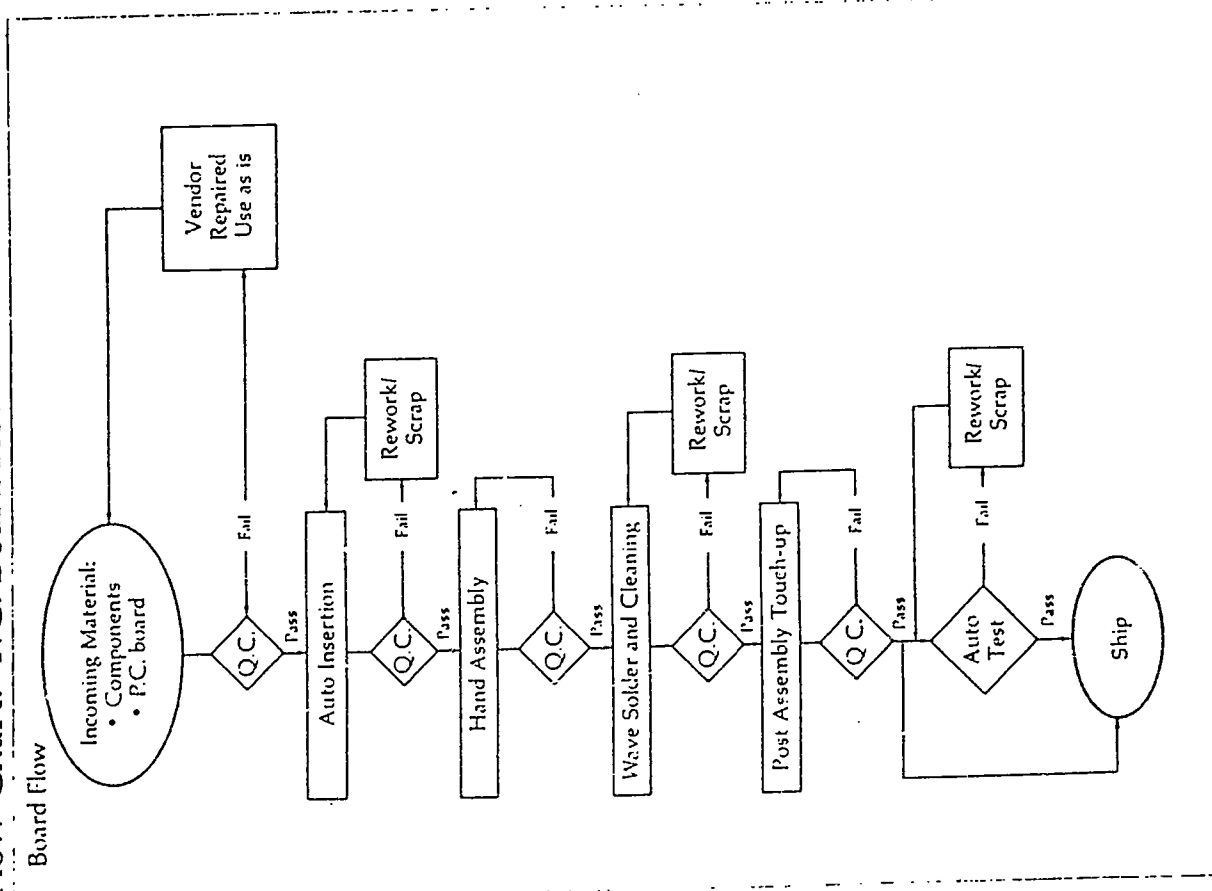 Board Flow
Incoming Material:
• Components
• P.C. board
Vendor
Repaired
Use as is
Q.C.
Fail
Pass
Auto Insertion
Q.C.
Fail
Rework/
Scrap
Pass
Hand Assembly
Q.C.
Fail
Pass
Wave Solder and Cleaning
Q.C.
Fail
Rework/
Scrap
Pass
Post Assembly Touch-up
Q C.
Fail
Pass
Auto
Test
Fail
Rework/
Scrap
Pass
Ship